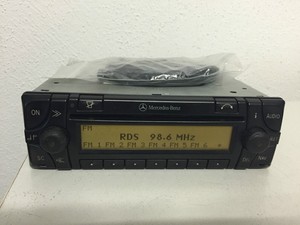 Mercedes-Benz
ON
AUDIO
FM
RDS 98.6 MHz
FM 1 FM 2 FM 3 FM 4 FM 5 FM 6